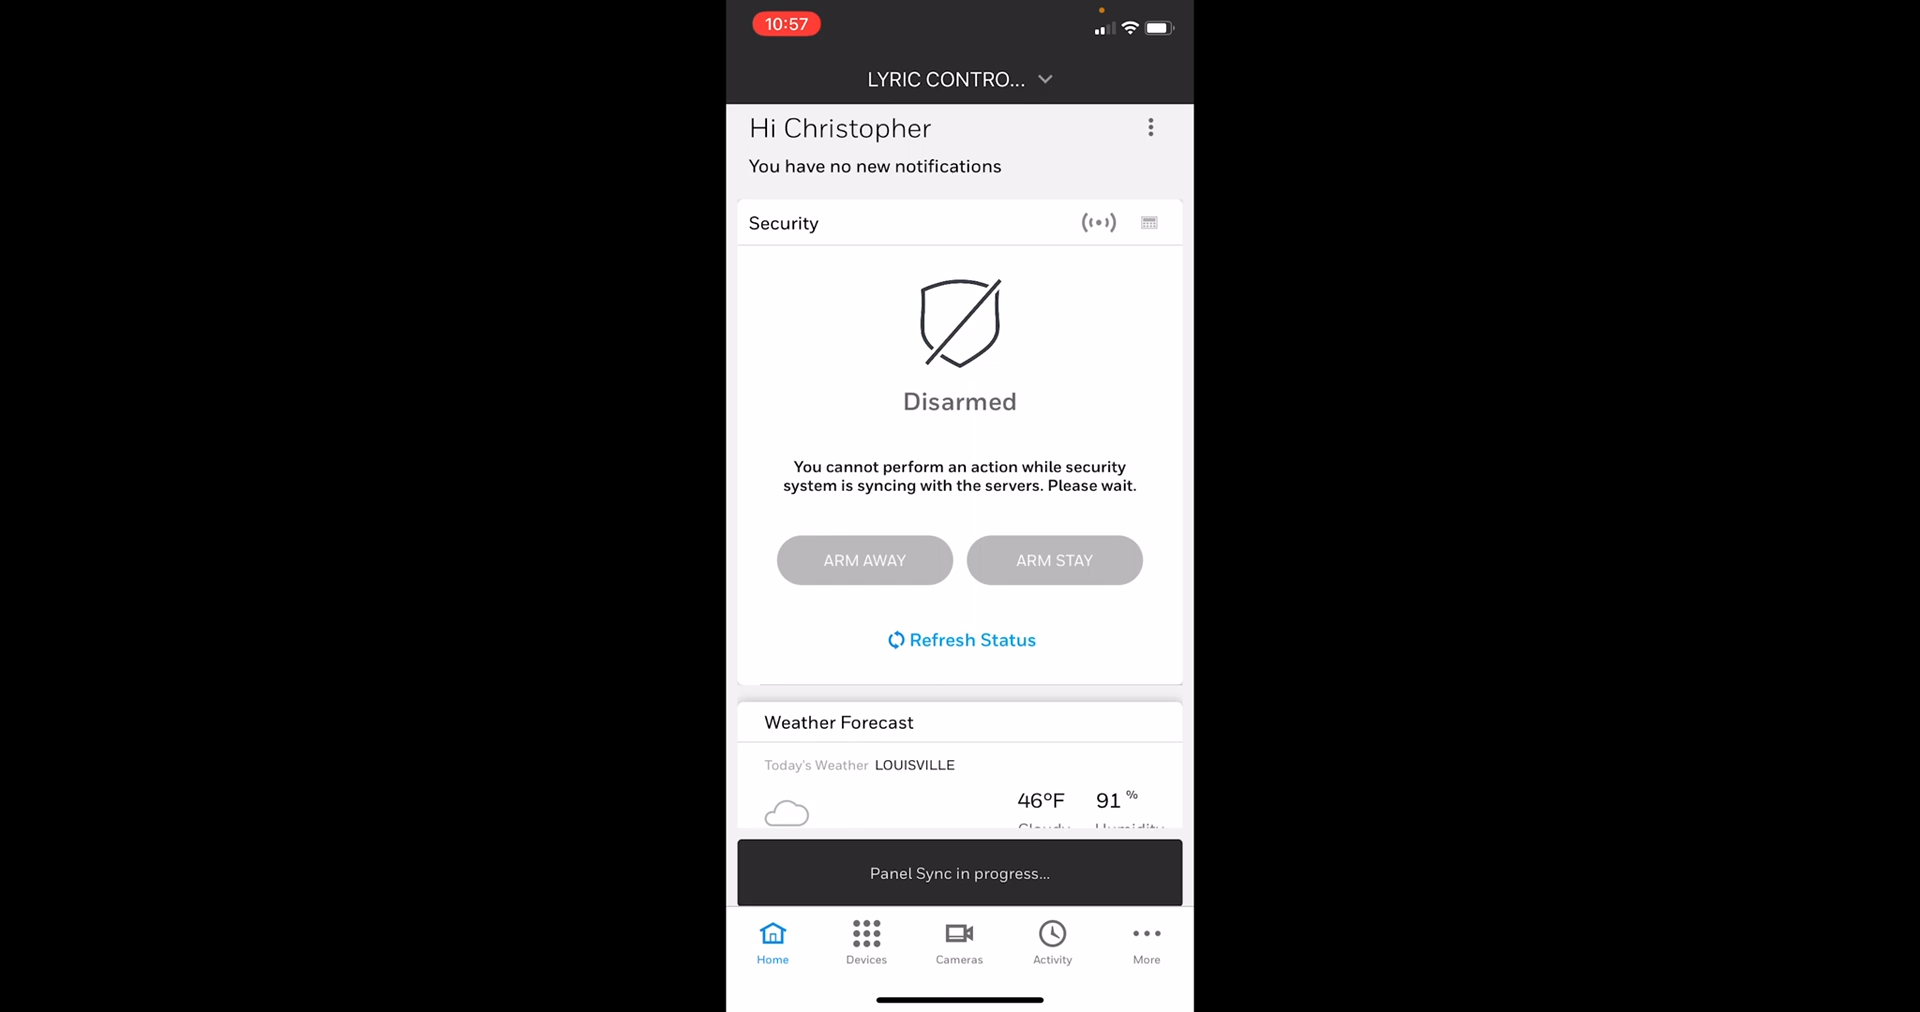 10:57
LYRIC CONTRO...
Hi Christopher
You have no new notifications
Security
Disarmed
You cannot perform an action while security
system is syncing with the servers. Please wait.
ARM AWAY
ARM STAY
Refresh Status
Weather Forecast
Today's Weather LOUISVILLE
46°F 91 %
Cloudy Humidity
Panel Sync in progress...
Home
Devices
Cameras
Activity
More